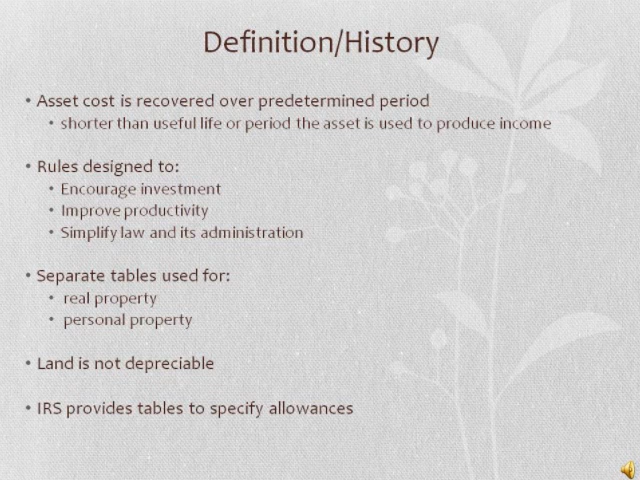 Definition/History
• Asset cost is recovered over predetermined period
• shorter than useful life or period the asset is used to produce income
• Rules designed to:
• Encourage investment
• Improve productivity
• Simplify law and its administration
• Separate tables used for:
• real property
• personal property
• Land is not depreciable
• IRS provides tables to specify allowances